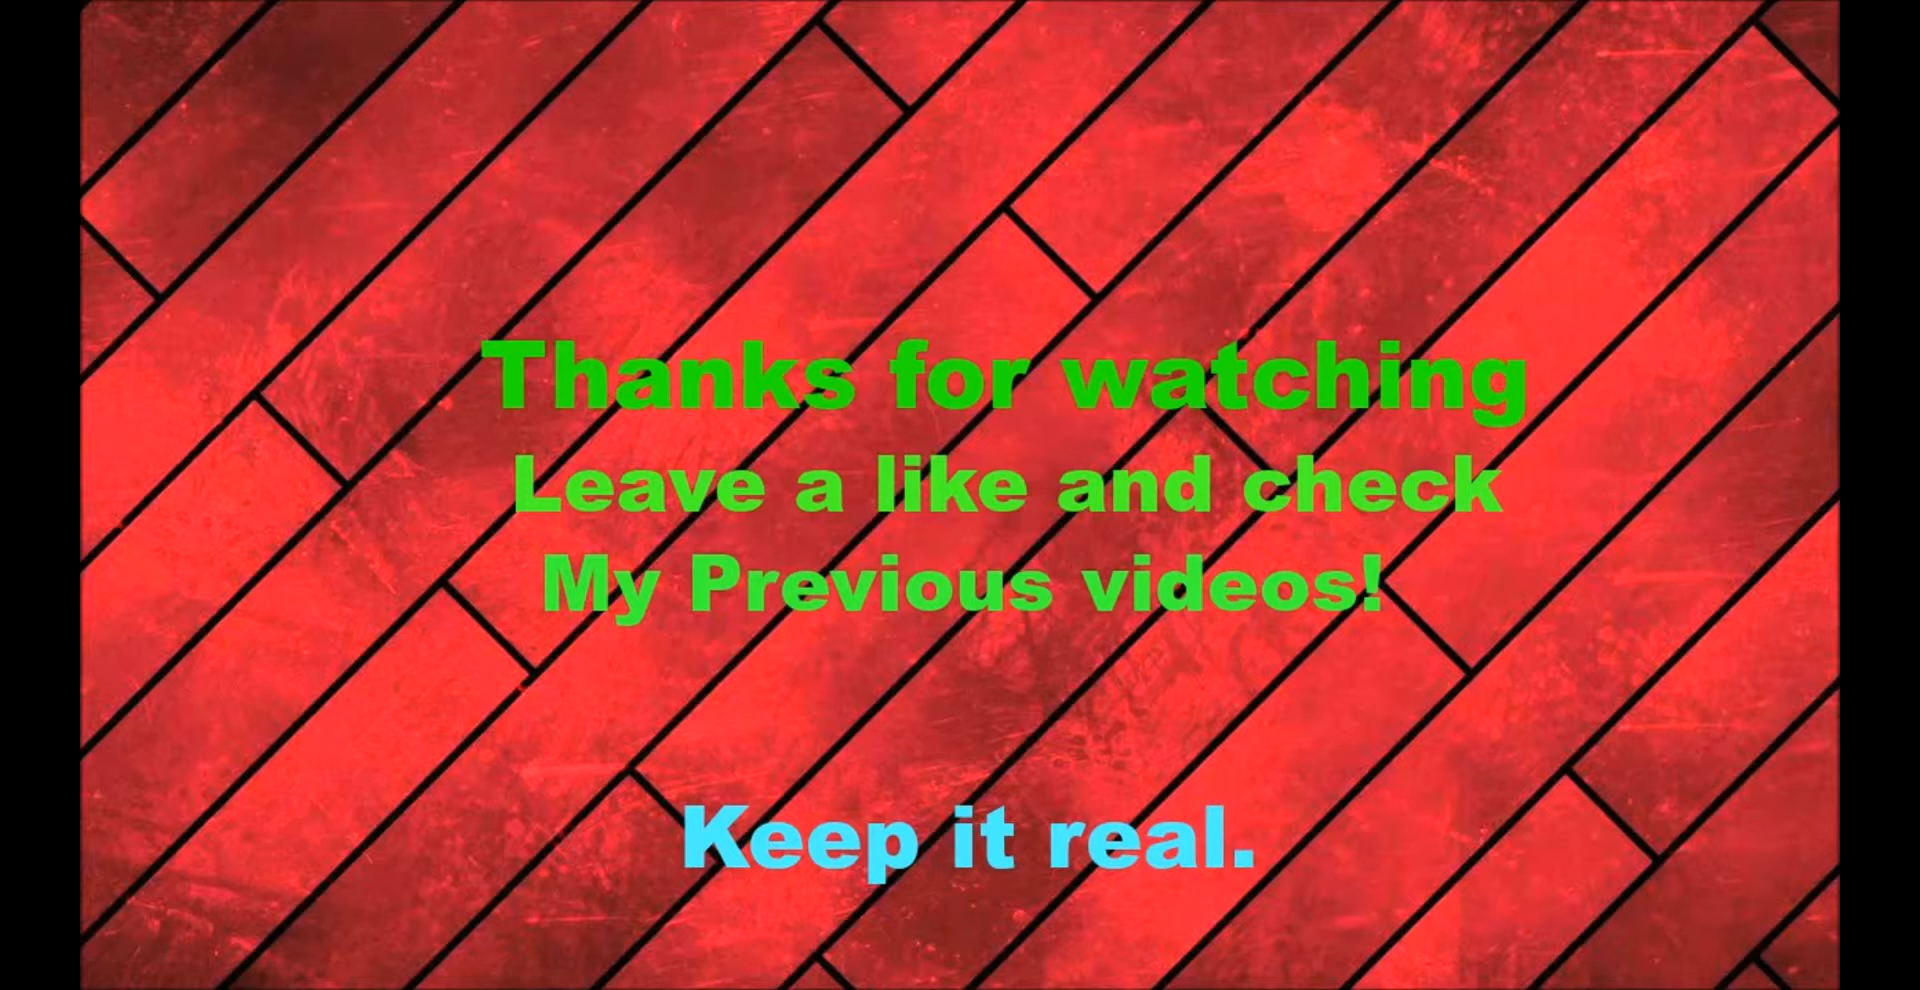 Thanks for watching
Leave a like and check
My Previous videos!
Keep it real.